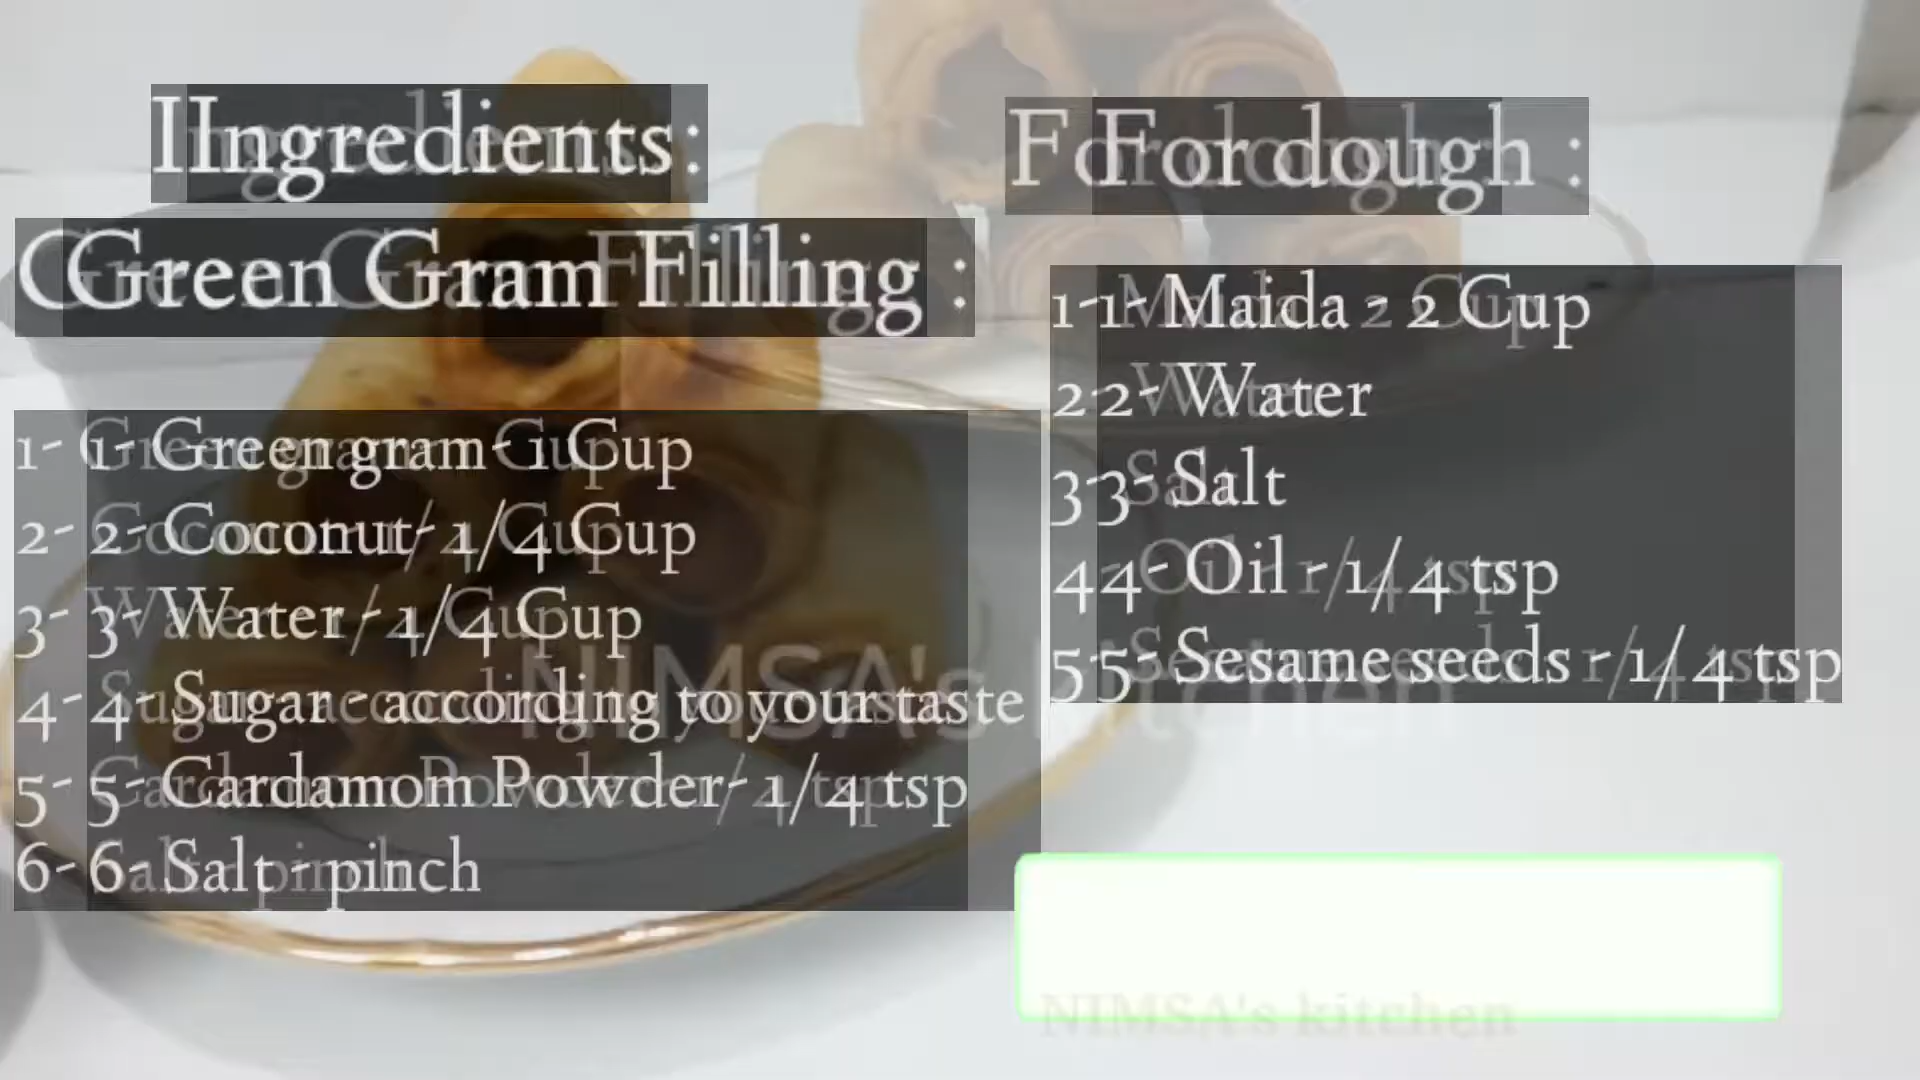 Ingredients:
Green Gram Filling :
1- Green gram - 1 Cup
2- Coconut - 1/4 Cup
3- Water - 1/4 Cup
4- Sugar - according to your taste
5- Cardamom Powder - 1/4 tsp
6- Salt - pinch
For dough :
1- Maida - 2 Cup
2- Water
3- Salt
4- Oil - 1/4 tsp
5- Sesame seeds - 1/4 tsp
NIMSA's kitchen
NIMSA's kitchen